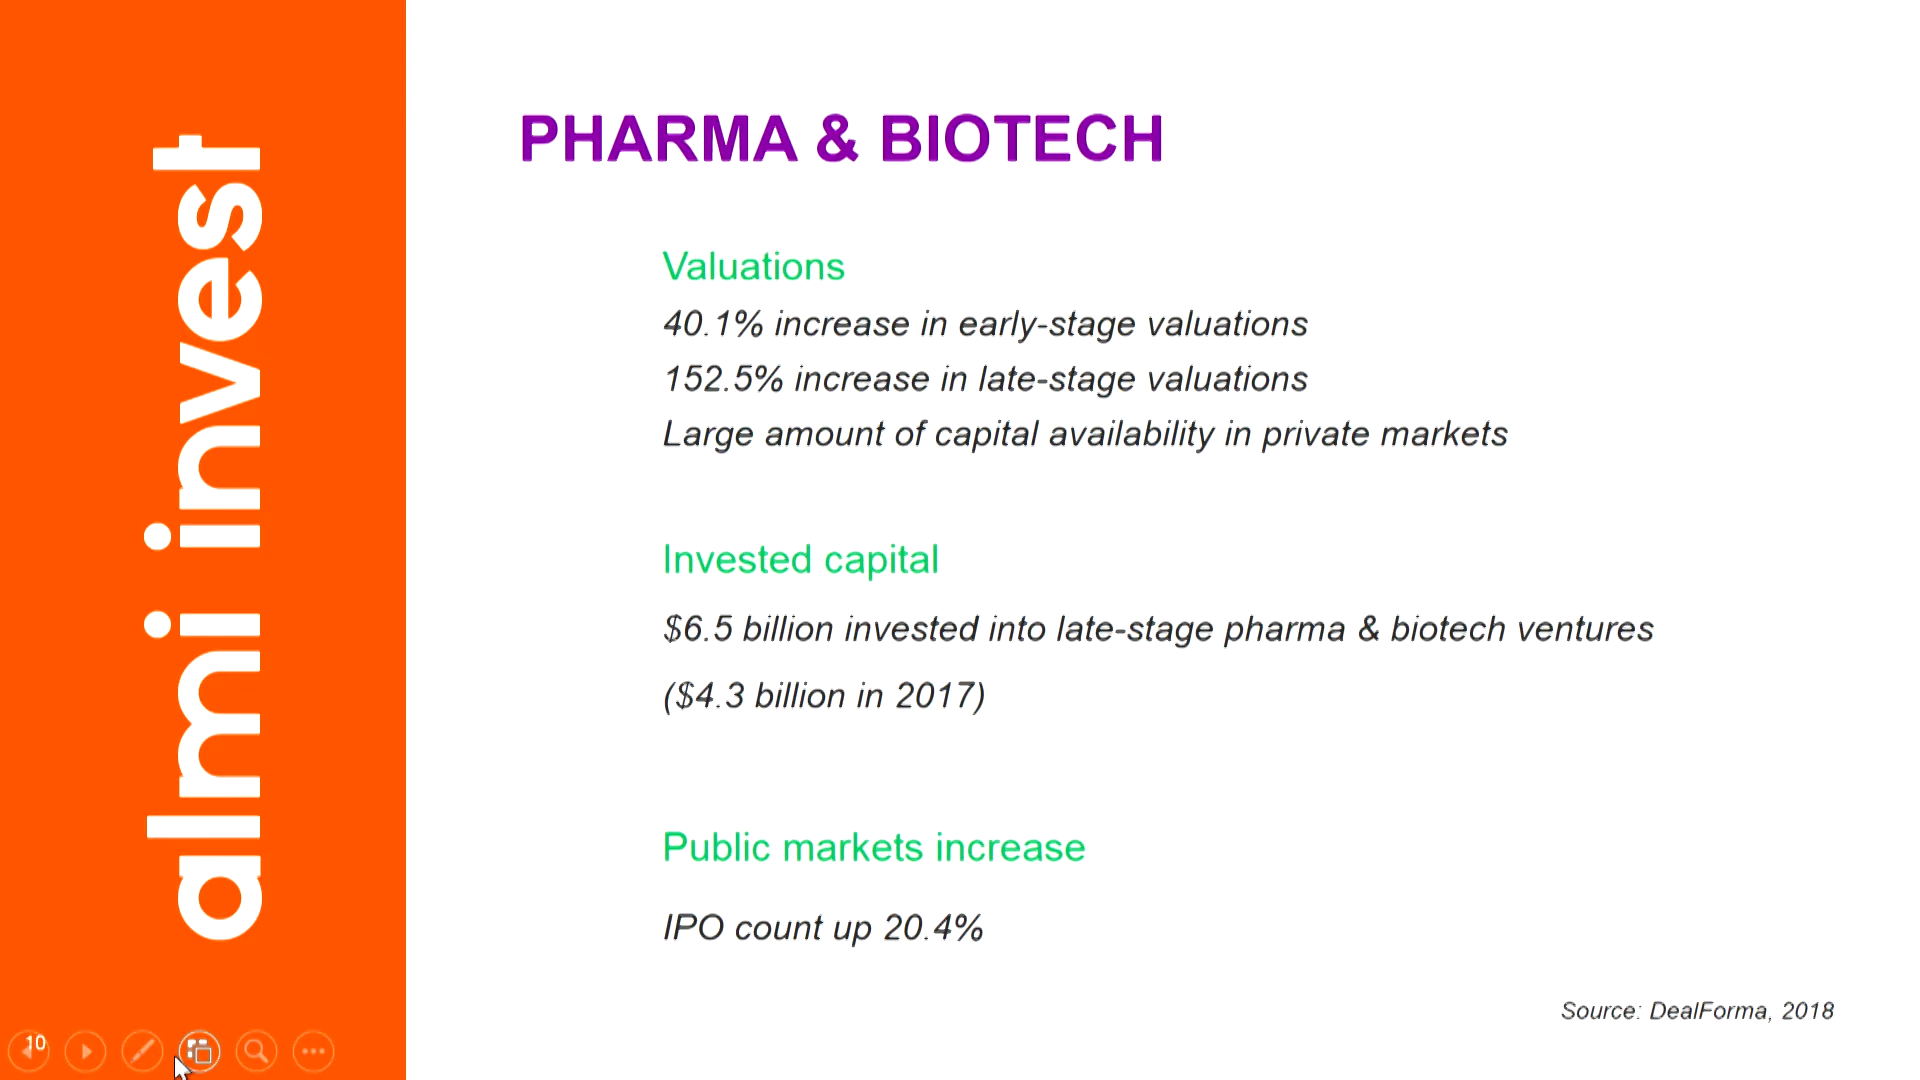 almi invest
PHARMA & BIOTECH
Valuations
40.1% increase in early-stage valuations
152.5% increase in late-stage valuations
Large amount of capital availability in private markets
Invested capital
$6.5 billion invested into late-stage pharma & biotech ventures
($4.3 billion in 2017)
Public markets increase
IPO count up 20.4%
Source: DealForma, 2018
10